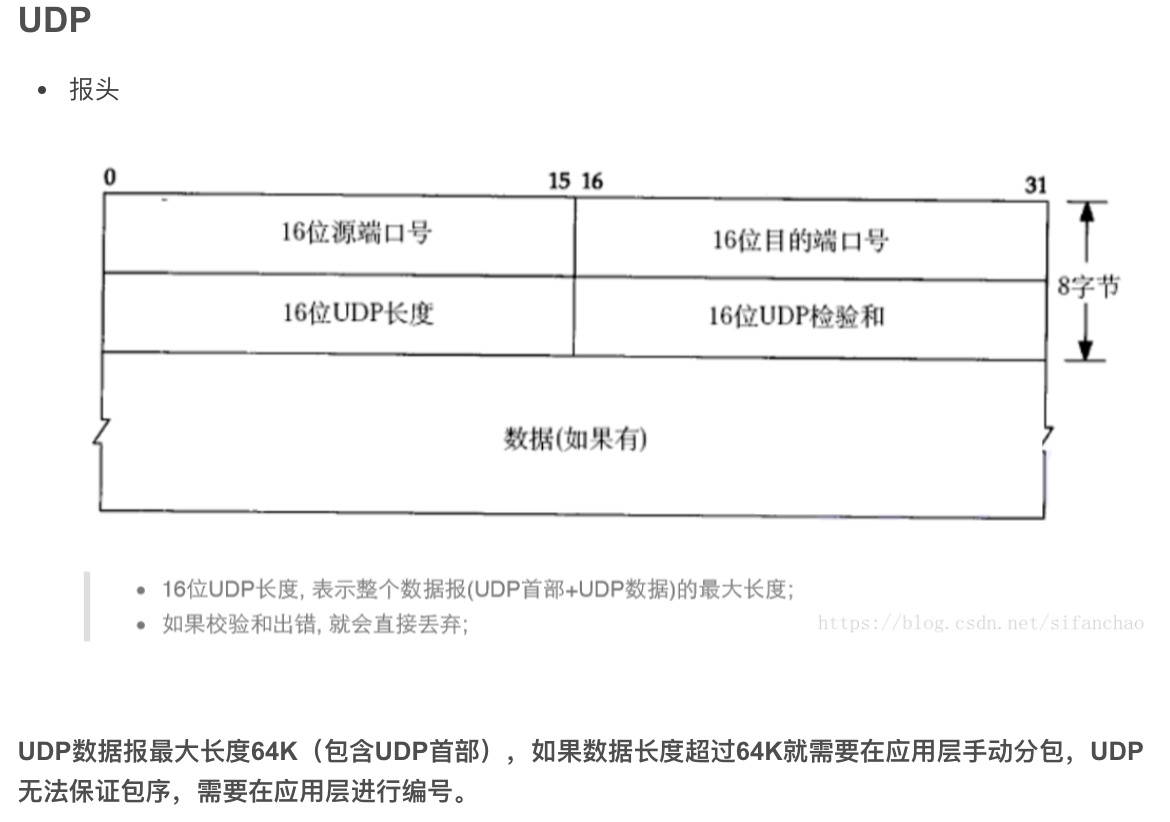 UDP
• 报头
0 15 16 31
16位源端口号 16位目的端口号
8字节
16位UDP长度 16位UDP检验和
数据(如果有)
• 16位UDP长度, 表示整个数据报(UDP首部+UDP数据)的最大长度;
• 如果校验和出错, 就会直接丢弃;
https://blog.csdn.net/sifanchao
UDP数据报最大长度64K（包含UDP首部），如果数据长度超过64K就需要在应用层手动分包，UDP
无法保证包序，需要在应用层进行编号。